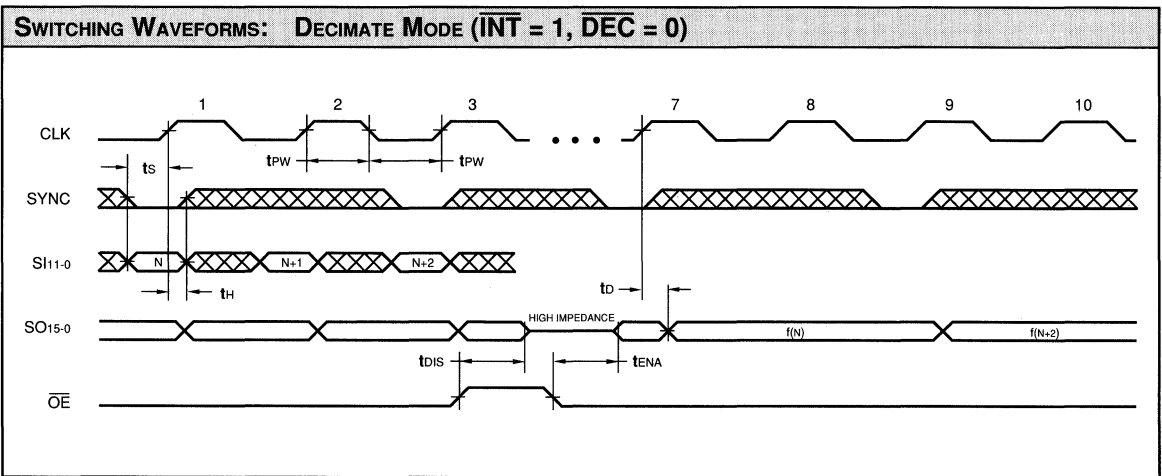 SWITCHING WAVEFORMS: DECIMATE MODE (INT = 1, DEC = 0)
1 2 3 7 8 9 10
CLK
tPW tPW
tS
SYNC
SI11-0 N N+1 N+2
tH tD
SO15-0 HIGH IMPEDANCE f(N) f(N+2)
tDIS tENA
OE